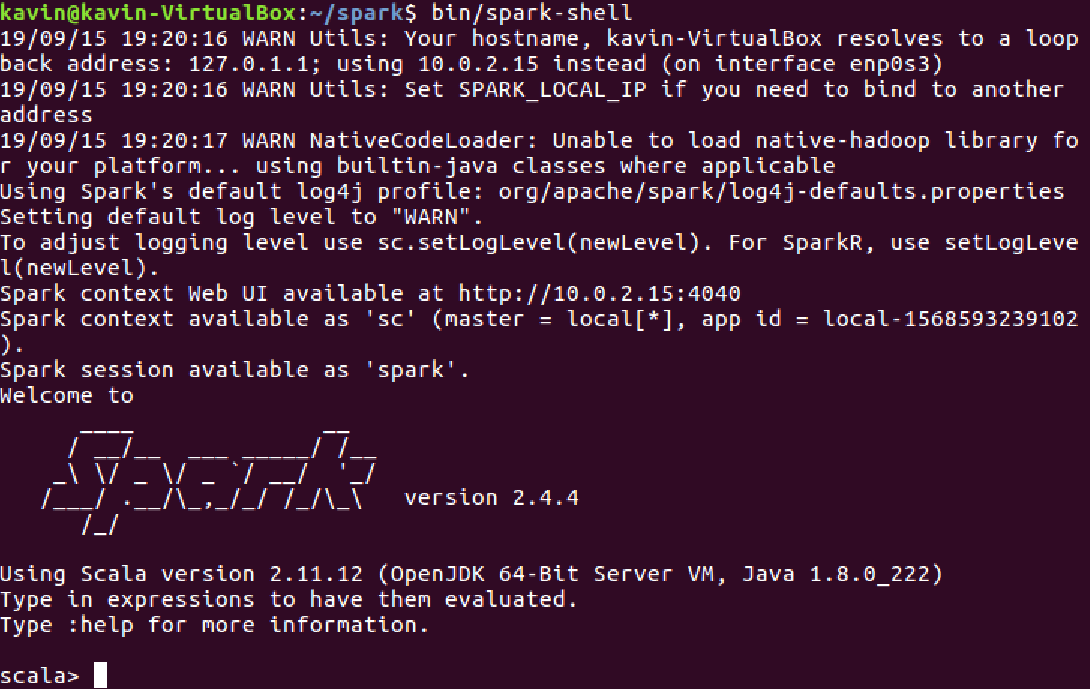 kavin@kavin-VirtualBox:~/spark$ bin/spark-shell
19/09/15 19:20:16 WARN Utils: Your hostname, kavin-VirtualBox resolves to a loop
back address: 127.0.1.1; using 10.0.2.15 instead (on interface enp0s3)
19/09/15 19:20:16 WARN Utils: Set SPARK_LOCAL_IP if you need to bind to another
address
19/09/15 19:20:17 WARN NativeCodeLoader: Unable to load native-hadoop library fo
r your platform... using builtin-java classes where applicable
Using Spark's default log4j profile: org/apache/spark/log4j-defaults.properties
Setting default log level to "WARN".
To adjust logging level use sc.setLogLevel(newLevel). For SparkR, use setLogLeve
l(newLevel).
Spark context Web UI available at http://10.0.2.15:4040
Spark context available as 'sc' (master = local[*], app id = local-1568593239102
).
Spark session available as 'spark'.
Welcome to
      ____              __
     / __/__  ___ _____/ /__
    _\ \/ _ \/ _ `/ __/  '_/
   /___/ .__/\_,_/_/ /_/\_\   version 2.4.4
      /_/
Using Scala version 2.11.12 (OpenJDK 64-Bit Server VM, Java 1.8.0_222)
Type in expressions to have them evaluated.
Type :help for more information.
scala>